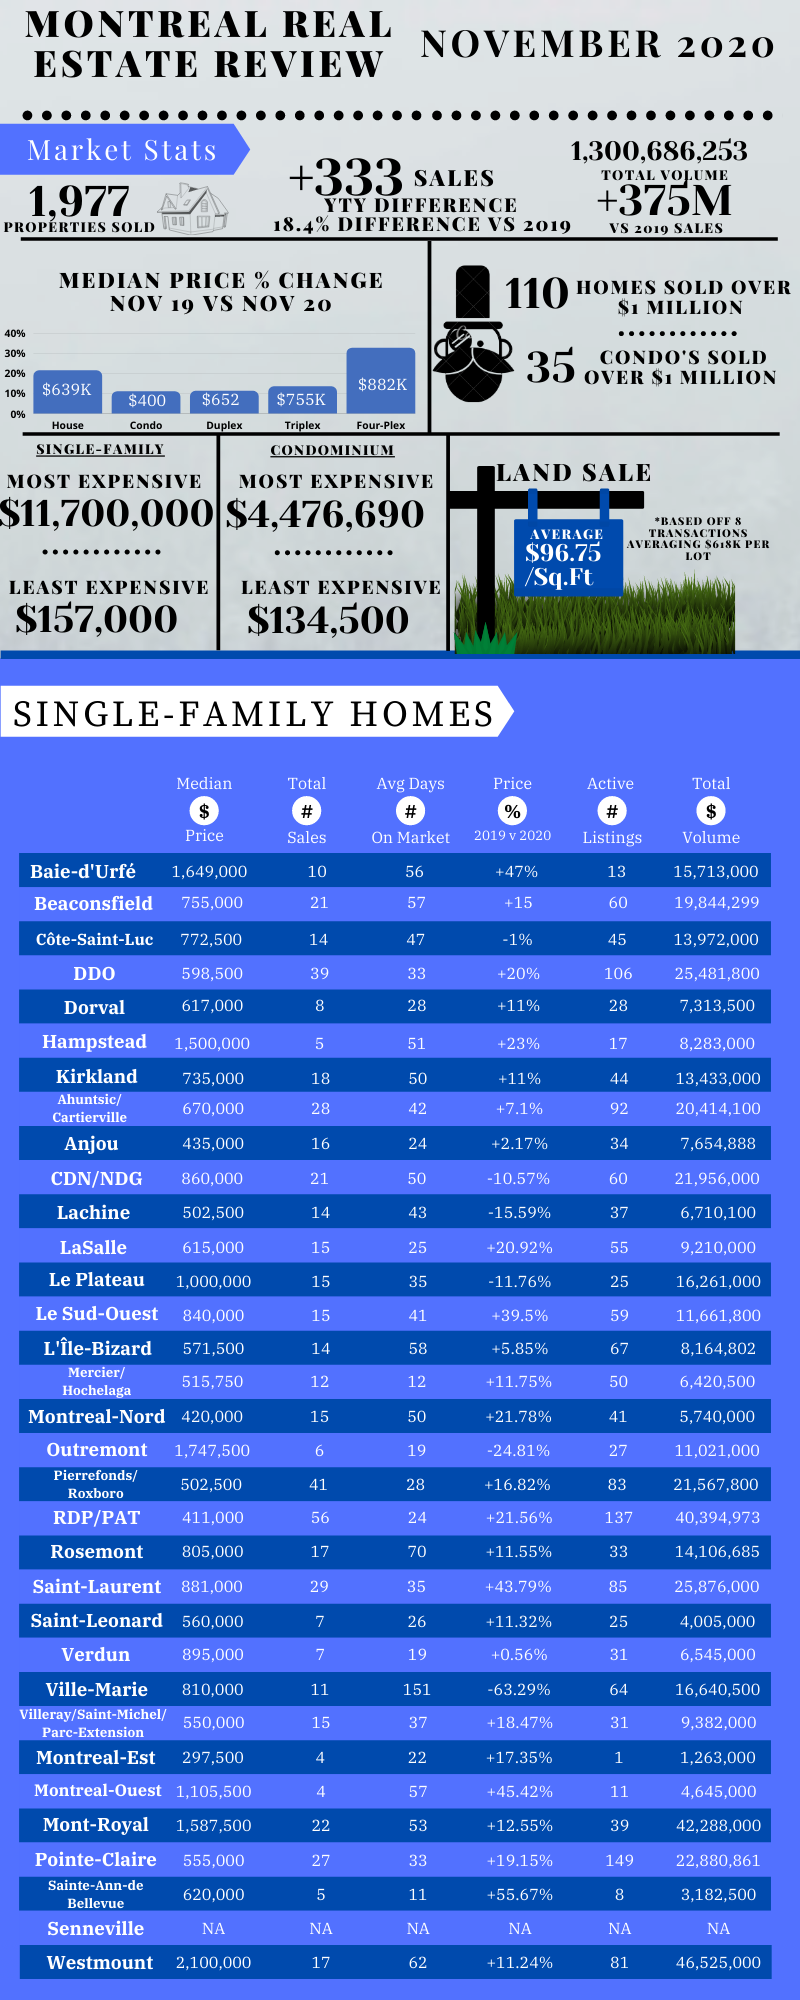 MONTREAL REAL
ESTATE REVIEW
NOVEMBER 2020
Market Stats
1,977
PROPERTIES SOLD
+333 SALES
YTY DIFFERENCE
18.4% DIFFERENCE VS 2019
1,300,686,253
TOTAL VOLUME
+375M
VS 2019 SALES
MEDIAN PRICE % CHANGE
NOV 19 VS NOV 20
40%
30%
20%
10%
0%
$639K
$400
$652
$755K
$882K
House Condo Duplex Triplex Four-Plex
110 HOMES SOLD OVER
$1 MILLION
35 CONDO'S SOLD
OVER $1 MILLION
SINGLE-FAMILY
MOST EXPENSIVE
$11,700,000
LEAST EXPENSIVE
$157,000
CONDOMINIUM
MOST EXPENSIVE
$4,476,690
LEAST EXPENSIVE
$134,500
LAND SALE
AVERAGE
$96.75
/Sq.Ft
*BASED OFF 8
TRANSACTIONS
AVERAGING $618K PER
LOT
SINGLE-FAMILY HOMES
Median Total Avg Days Price Active Total
$ # # % # $
Price Sales On Market 2019 v 2020 Listings Volume
Baie-d'Urfé 1,649,000 10 56 +47% 13 15,713,000
Beaconsfield 755,000 21 57 +15 60 19,844,299
Côte-Saint-Luc 772,500 14 47 -1% 45 13,972,000
DDO 598,500 39 33 +20% 106 25,481,800
Dorval 617,000 8 28 +11% 28 7,313,500
Hampstead 1,500,000 5 51 +23% 17 8,283,000
Kirkland 735,000 18 50 +11% 44 13,433,000
Ahuntsic/
Cartierville 670,000 28 42 +7.1% 92 20,414,100
Anjou 435,000 16 24 +2.17% 34 7,654,888
CDN/NDG 860,000 21 50 -10.57% 60 21,956,000
Lachine 502,500 14 43 -15.59% 37 6,710,100
LaSalle 615,000 15 25 +20.92% 55 9,210,000
Le Plateau 1,000,000 15 35 -11.76% 25 16,261,000
Le Sud-Ouest 840,000 15 41 +39.5% 59 11,661,800
L'Île-Bizard 571,500 14 58 +5.85% 67 8,164,802
Mercier/
Hochelaga 515,750 12 12 +11.75% 50 6,420,500
Montreal-Nord 420,000 15 50 +21.78% 41 5,740,000
Outremont 1,747,500 6 19 -24.81% 27 11,021,000
Pierrefonds/
Roxboro 502,500 41 28 +16.82% 83 21,567,800
RDP/PAT 411,000 56 24 +21.56% 137 40,394,973
Rosemont 805,000 17 70 +11.55% 33 14,106,685
Saint-Laurent 881,000 29 35 +43.79% 85 25,876,000
Saint-Leonard 560,000 7 26 +11.32% 25 4,005,000
Verdun 895,000 7 19 +0.56% 31 6,545,000
Ville-Marie 810,000 11 151 -63.29% 64 16,640,500
Villeray/Saint-Michel/
Parc-Extension 550,000 15 37 +18.47% 31 9,382,000
Montreal-Est 297,500 4 22 +17.35% 1 1,263,000
Montreal-Ouest 1,105,500 4 57 +45.42% 11 4,645,000
Mont-Royal 1,587,500 22 53 +12.55% 39 42,288,000
Pointe-Claire 555,000 27 33 +19.15% 149 22,880,861
Sainte-Ann-de
Bellevue 620,000 5 11 +55.67% 8 3,182,500
Senneville NA NA NA NA NA NA
Westmount 2,100,000 17 62 +11.24% 81 46,525,000